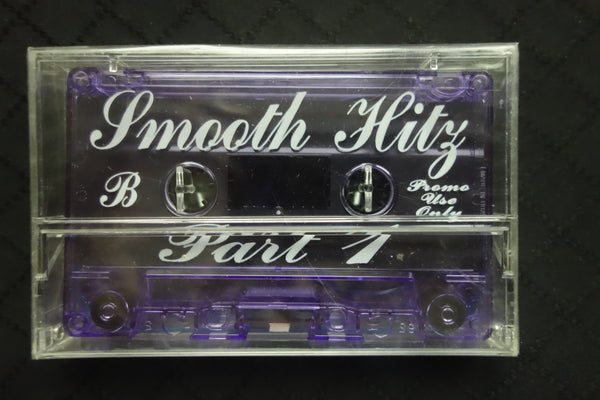 Smooth Hitz
B
Promo
Use
Only
Part 1